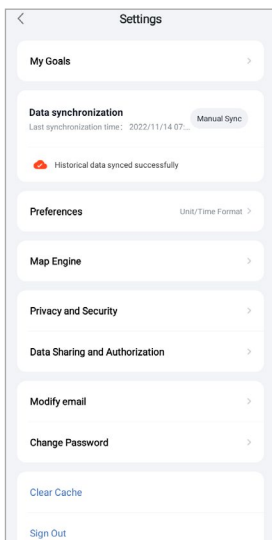 Settings
My Goals
Data synchronization
Last synchronization time: 2022/11/14 07:...
Manual Sync
Historical data synced successfully
Preferences
Unit/Time Format
Map Engine
Privacy and Security
Data Sharing and Authorization
Modify email
Change Password
Clear Cache
Sign Out